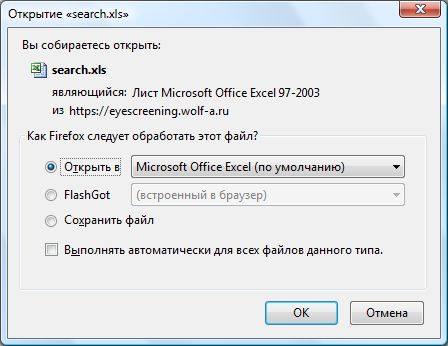 Открытие «search.xls»
Вы собираетесь открыть:
search.xls
являющийся: Лист Microsoft Office Excel 97-2003
из https://eyescreening.wolf-a.ru
Как Firefox следует обработать этот файл?
Открыть в Microsoft Office Excel (по умолчанию)
FlashGot (встроенный в браузер)
Сохранить файл
Выполнять автоматически для всех файлов данного типа.
OK Отмена